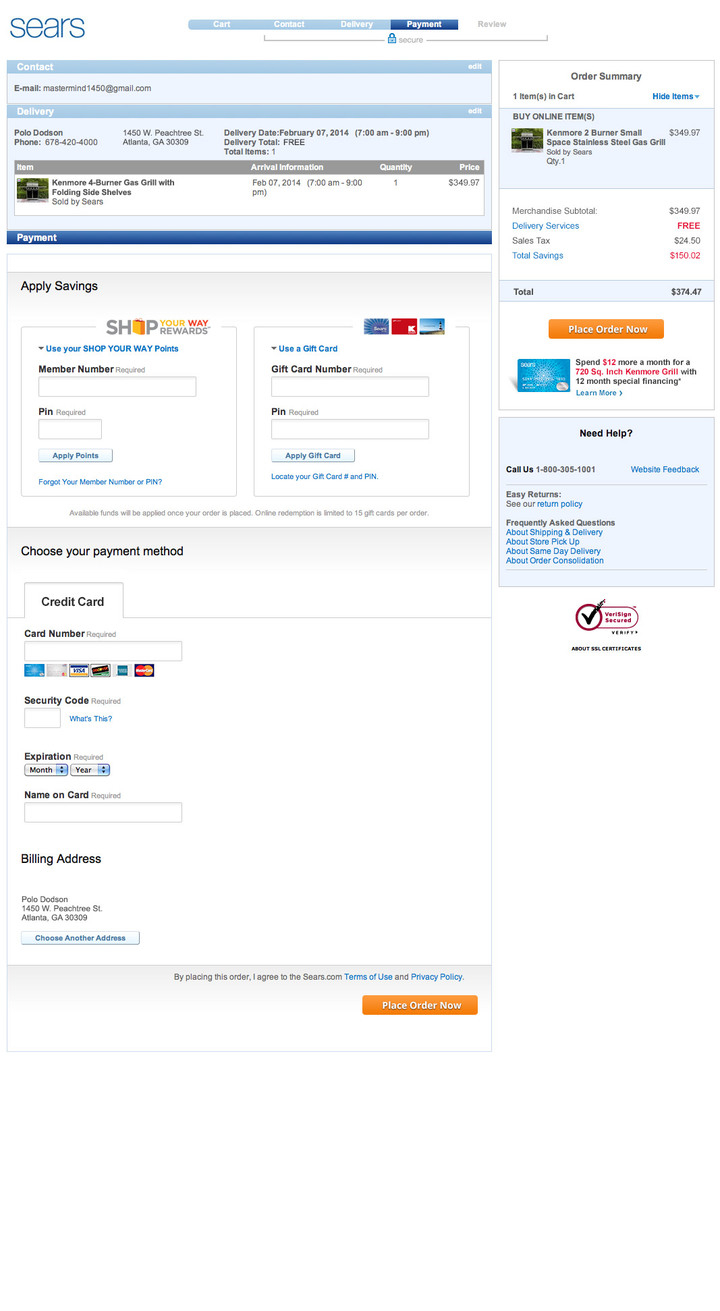 sears
Cart Contact Delivery Payment Review
secure
Contact edit
E-mail: mastermind1450@gmail.com
Delivery edit
Polo Dodson
Phone: 678-420-4000
1450 W. Peachtree St.
Atlanta, GA 30309
Delivery Date:February 07, 2014 (7:00 am - 9:00 pm)
Delivery Total: FREE
Total Items: 1
Item Arrival Information Quantity Price
Kenmore 4-Burner Gas Grill with
Folding Side Shelves
Sold by Sears
Feb 07, 2014 (7:00 am - 9:00
pm)
1
$349.97
Payment
Apply Savings
SHOP YOUR WAY
REWARDS
Use your SHOP YOUR WAY Points
Member Number Required
Pin Required
Apply Points
Forgot Your Member Number or PIN?
Sears
Use a Gift Card
Gift Card Number Required
Pin Required
Apply Gift Card
Locate your Gift Card # and PIN.
Available funds will be applied once your order is placed. Online redemption is limited to 15 gift cards per order.
Choose your payment method
Credit Card
Card Number Required
VISA
Security Code Required
What's This?
Expiration Required
Month Year
Name on Card Required
Billing Address
Polo Dodson
1450 W. Peachtree St.
Atlanta, GA 30309
Choose Another Address
By placing this order, I agree to the Sears.com Terms of Use and Privacy Policy.
Place Order Now
Order Summary
1 Item(s) in Cart Hide Items
BUY ONLINE ITEM(S)
Kenmore 2 Burner Small $349.97
Space Stainless Steel Gas Grill
Sold by Sears
Qty.1
Merchandise Subtotal: $349.97
Delivery Services FREE
Sales Tax $24.50
Total Savings $150.02
Total $374.47
Place Order Now
sears
Spend $12 more a month for a
720 Sq. Inch Kenmore Grill with
12 month special financing*
Learn More ›
Need Help?
Call Us 1-800-305-1001 Website Feedback
Easy Returns:
See our return policy
Frequently Asked Questions
About Shipping & Delivery
About Store Pick Up
About Same Day Delivery
About Order Consolidation
VeriSign
Secured
VERIFY
ABOUT SSL CERTIFICATES